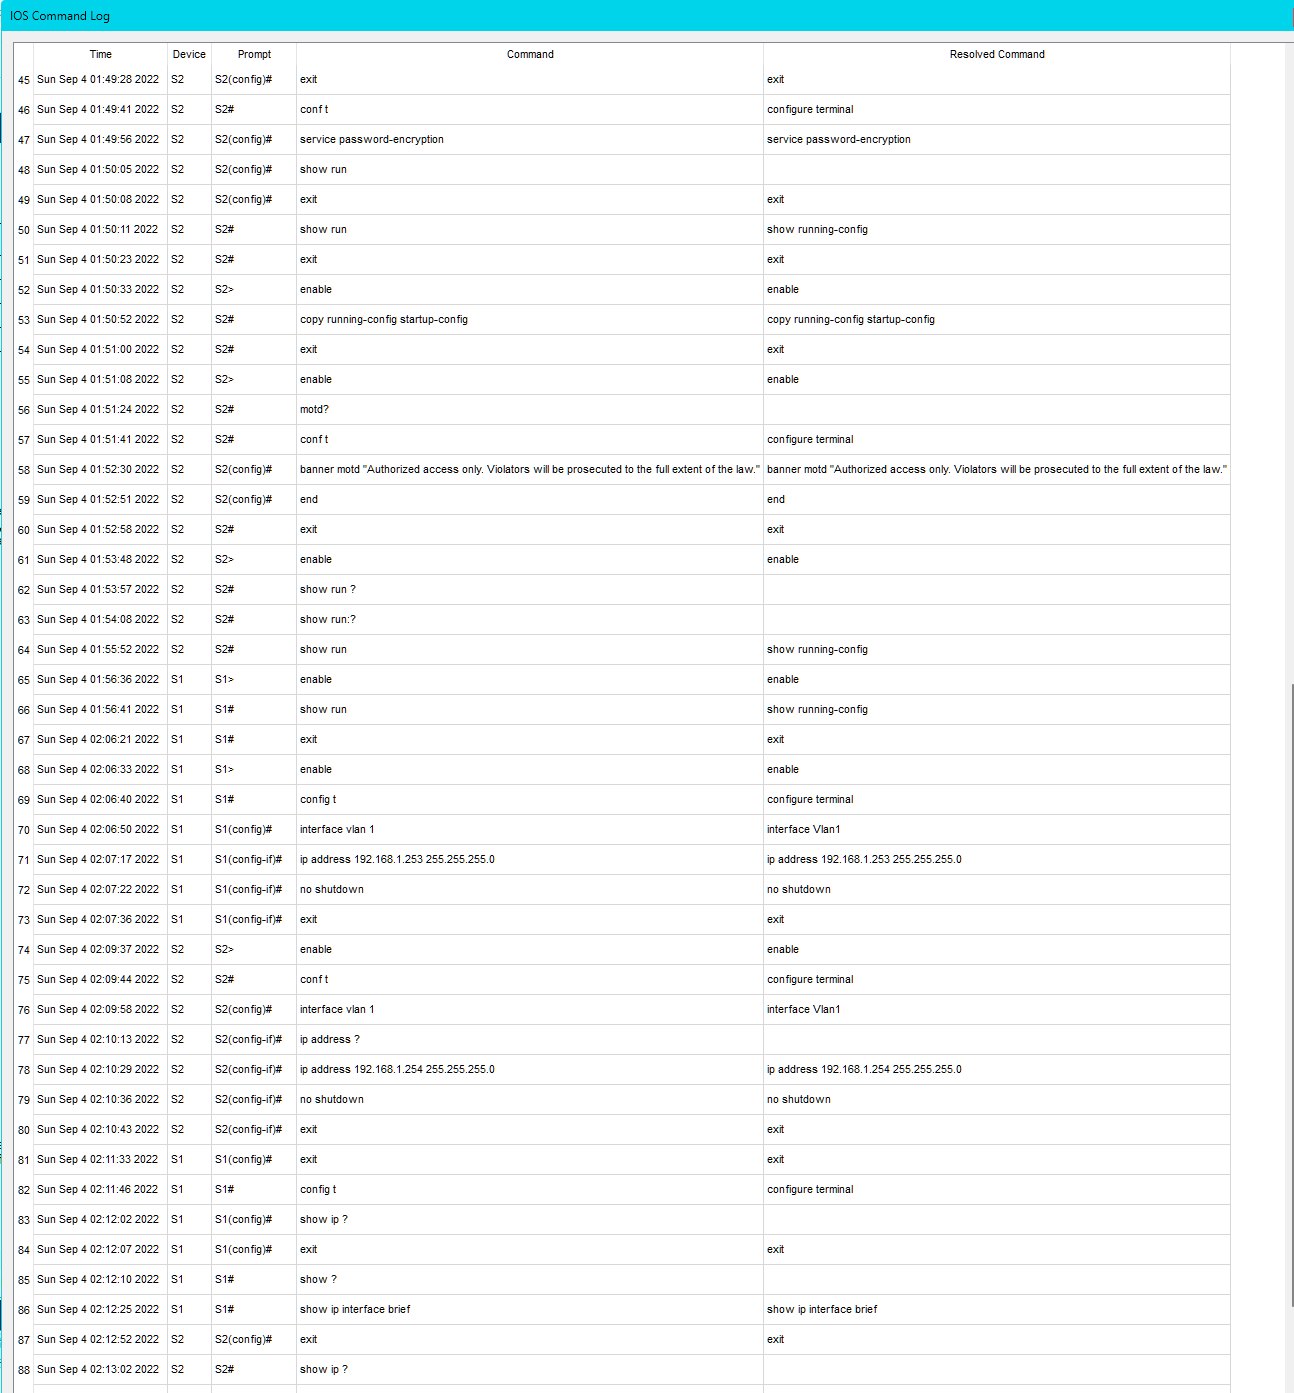 IOS Command Log
Time Device Prompt Command Resolved Command
45 Sun Sep 4 01:49:28 2022 S2 S2(config)# exit exit
46 Sun Sep 4 01:49:41 2022 S2 S2# conf t configure terminal
47 Sun Sep 4 01:49:56 2022 S2 S2(config)# service password-encryption service password-encryption
48 Sun Sep 4 01:50:05 2022 S2 S2(config)# show run
49 Sun Sep 4 01:50:08 2022 S2 S2(config)# exit exit
50 Sun Sep 4 01:50:11 2022 S2 S2# show run show running-config
51 Sun Sep 4 01:50:23 2022 S2 S2# exit exit
52 Sun Sep 4 01:50:33 2022 S2 S2> enable enable
53 Sun Sep 4 01:50:52 2022 S2 S2# copy running-config startup-config copy running-config startup-config
54 Sun Sep 4 01:51:00 2022 S2 S2# exit exit
55 Sun Sep 4 01:51:08 2022 S2 S2> enable enable
56 Sun Sep 4 01:51:24 2022 S2 S2# motd?
57 Sun Sep 4 01:51:41 2022 S2 S2# conf t configure terminal
58 Sun Sep 4 01:52:30 2022 S2 S2(config)# banner motd "Authorized access only. Violators will be prosecuted to the full extent of the law." banner motd "Authorized access only. Violators will be prosecuted to the full extent of the law."
59 Sun Sep 4 01:52:51 2022 S2 S2(config)# end end
60 Sun Sep 4 01:52:58 2022 S2 S2# exit exit
61 Sun Sep 4 01:53:48 2022 S2 S2> enable enable
62 Sun Sep 4 01:53:57 2022 S2 S2# show run ?
63 Sun Sep 4 01:54:08 2022 S2 S2# show run:?
64 Sun Sep 4 01:55:52 2022 S2 S2# show run show running-config
65 Sun Sep 4 01:56:36 2022 S1 S1> enable enable
66 Sun Sep 4 01:56:41 2022 S1 S1# show run show running-config
67 Sun Sep 4 02:06:21 2022 S1 S1# exit exit
68 Sun Sep 4 02:06:33 2022 S1 S1> enable enable
69 Sun Sep 4 02:06:40 2022 S1 S1# config t configure terminal
70 Sun Sep 4 02:06:50 2022 S1 S1(config)# interface vlan 1 interface Vlan1
71 Sun Sep 4 02:07:17 2022 S1 S1(config-if)# ip address 192.168.1.253 255.255.255.0 ip address 192.168.1.253 255.255.255.0
72 Sun Sep 4 02:07:22 2022 S1 S1(config-if)# no shutdown no shutdown
73 Sun Sep 4 02:07:36 2022 S1 S1(config-if)# exit exit
74 Sun Sep 4 02:09:37 2022 S2 S2> enable enable
75 Sun Sep 4 02:09:44 2022 S2 S2# conf t configure terminal
76 Sun Sep 4 02:09:58 2022 S2 S2(config)# interface vlan 1 interface Vlan1
77 Sun Sep 4 02:10:13 2022 S2 S2(config-if)# ip address ?
78 Sun Sep 4 02:10:29 2022 S2 S2(config-if)# ip address 192.168.1.254 255.255.255.0 ip address 192.168.1.254 255.255.255.0
79 Sun Sep 4 02:10:36 2022 S2 S2(config-if)# no shutdown no shutdown
80 Sun Sep 4 02:10:43 2022 S2 S2(config-if)# exit exit
81 Sun Sep 4 02:11:33 2022 S1 S1(config)# exit exit
82 Sun Sep 4 02:11:46 2022 S1 S1# config t configure terminal
83 Sun Sep 4 02:12:02 2022 S1 S1(config)# show ip ?
84 Sun Sep 4 02:12:07 2022 S1 S1(config)# exit exit
85 Sun Sep 4 02:12:10 2022 S1 S1# show ?
86 Sun Sep 4 02:12:25 2022 S1 S1# show ip interface brief show ip interface brief
87 Sun Sep 4 02:12:52 2022 S2 S2(config)# exit exit
88 Sun Sep 4 02:13:02 2022 S2 S2# show ip ?